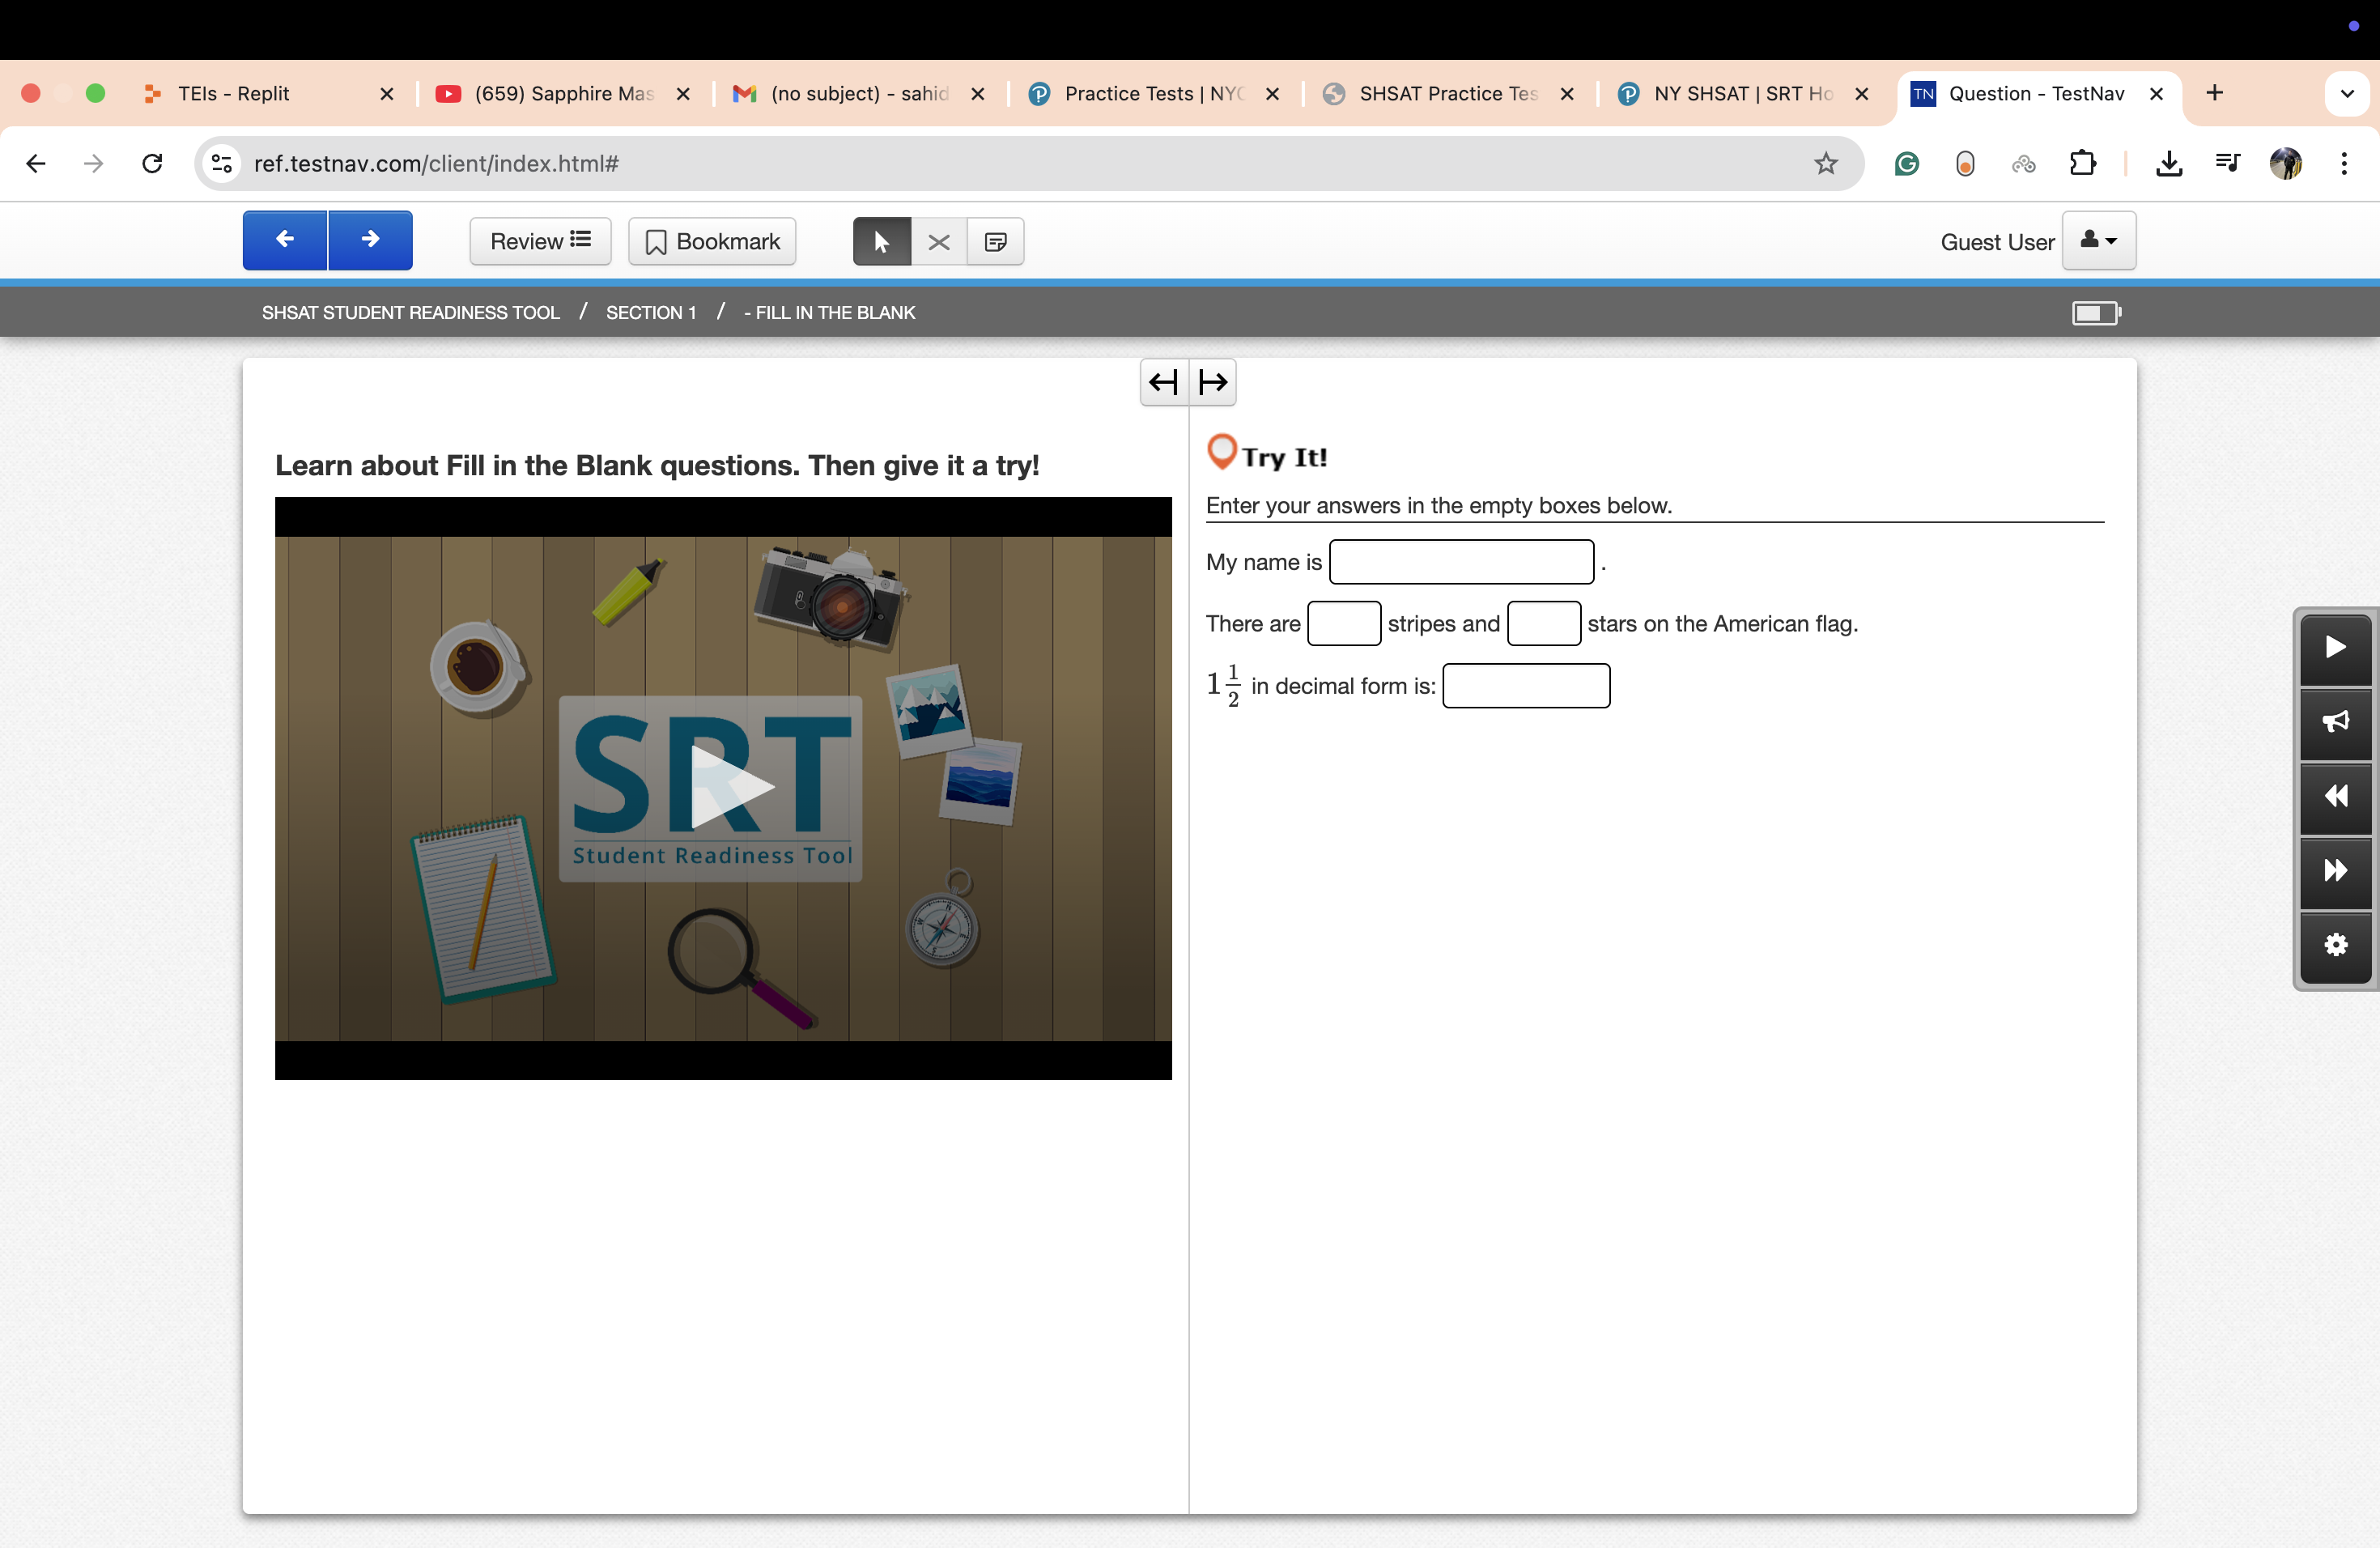 TEIs - Replit
(659) Sapphire Mas
(no subject) - sahid
Practice Tests | NYC
SHSAT Practice Tes
NY SHSAT | SRT Ho
TN Question - TestNav
ref.testnav.com/client/index.html#
Review
Bookmark
Guest User
SHSAT STUDENT READINESS TOOL / SECTION 1 / - FILL IN THE BLANK
Learn about Fill in the Blank questions. Then give it a try!
SRT
Student Readiness Tool
Try It!
Enter your answers in the empty boxes below.
My name is .
There are stripes and stars on the American flag.
1 1/2 in decimal form is: